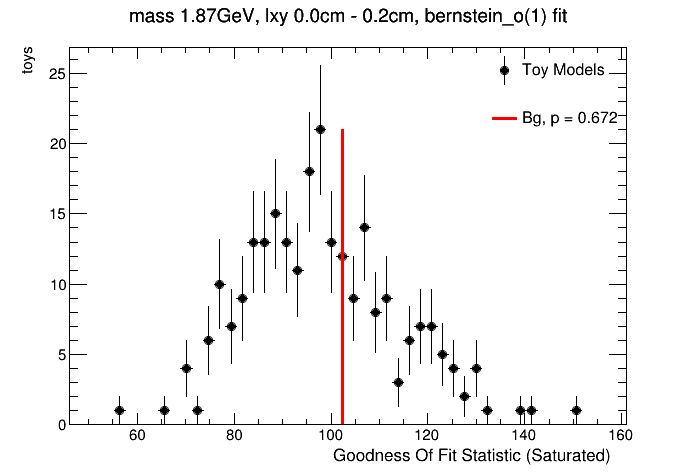 mass 1.87GeV, lxy 0.0cm - 0.2cm, bernstein_o(1) fit
toys
25
20
15
10
5
0
Toy Models
Bg, p = 0.672
60 80 100 120 140 160
Goodness Of Fit Statistic (Saturated)